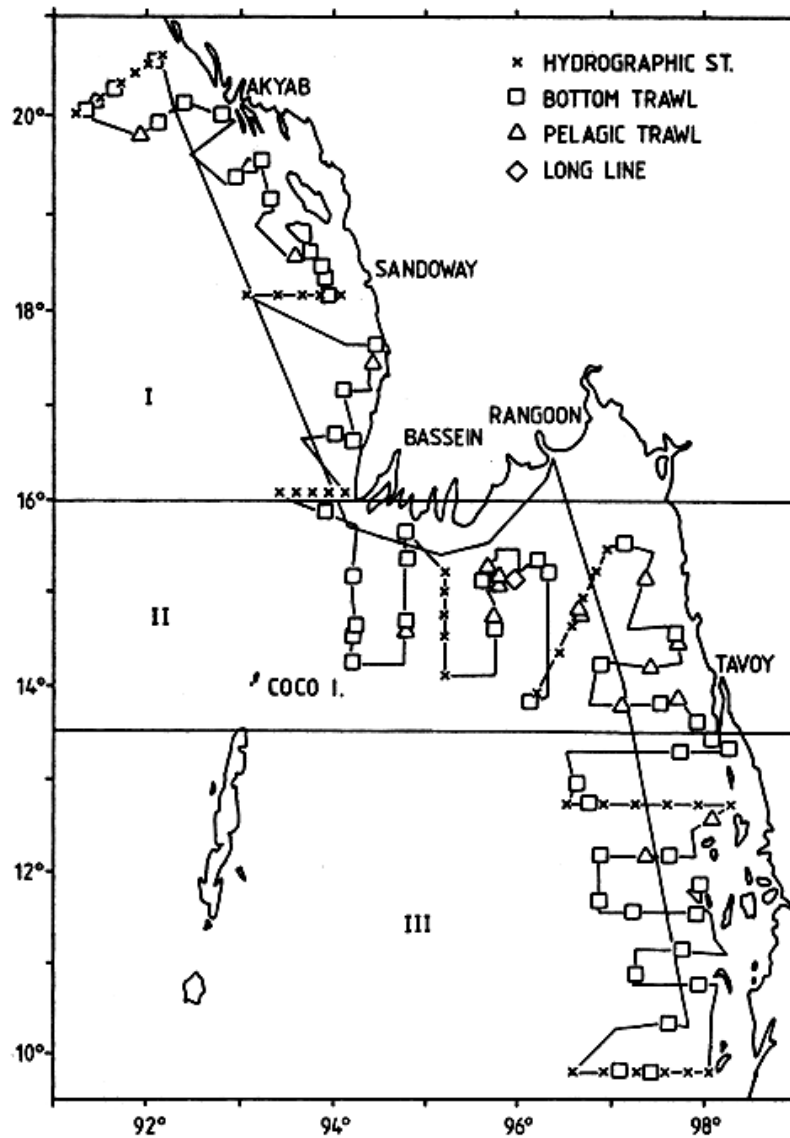 × HYDROGRAPHIC ST.
□ BOTTOM TRAWL
△ PELAGIC TRAWL
◇ LONG LINE
AKYAB
20°
SANDOWAY
18°
I
RANGOON
BASSEIN
16°
II
TAVOY
COCO I.
14°
12°
III
10°
92° 94° 96° 98°